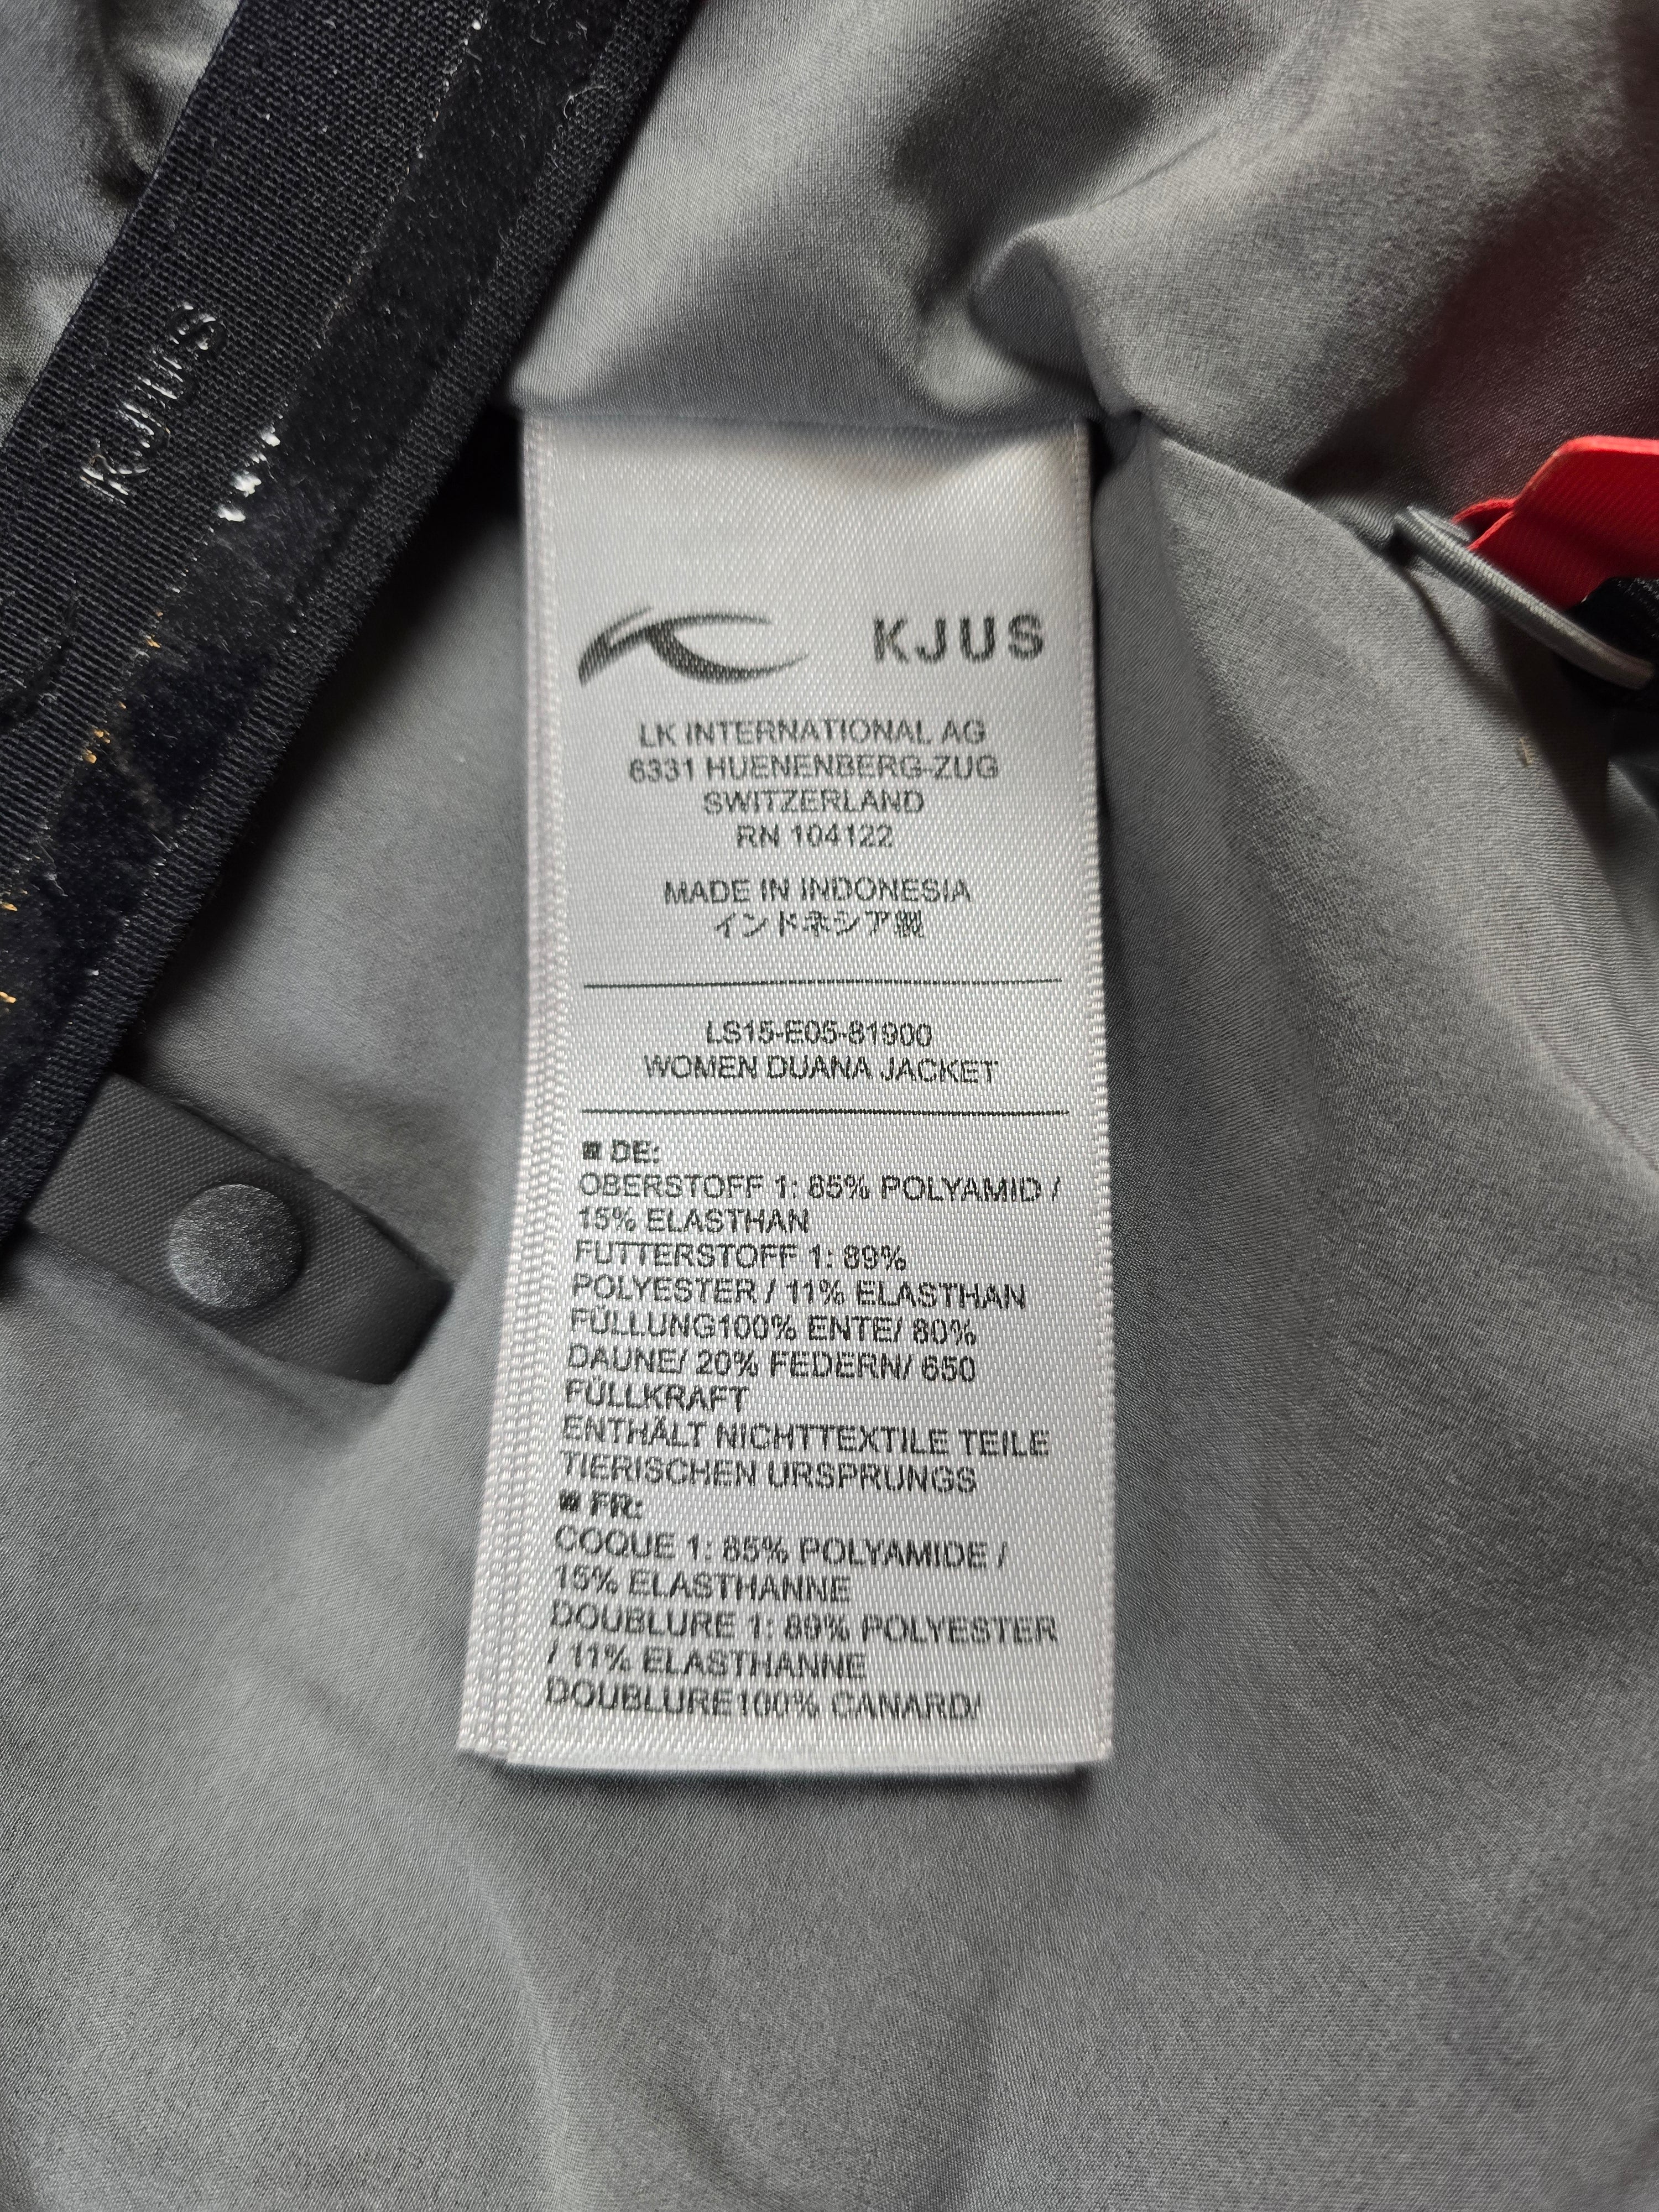 KJUS
KJUS
LK INTERNATIONAL AG
6331 HUENENBERG-ZUG
SWITZERLAND
RN 104122
MADE IN INDONESIA
インドネシア製
LS15-E05-81900
WOMEN DUANA JACKET
■ DE:
OBERSTOFF 1: 85% POLYAMID /
15% ELASTHAN
FUTTERSTOFF 1: 89%
POLYESTER / 11% ELASTHAN
FÜLLUNG100% ENTE/ 80%
DAUNE/ 20% FEDERN/ 650
FÜLLKRAFT
ENTHÄLT NICHTTEXTILE TEILE
TIERISCHEN URSPRUNGS
■ FR:
COQUE 1: 85% POLYAMIDE /
15% ELASTHANNE
DOUBLURE 1: 89% POLYESTER
/ 11% ELASTHANNE
DOUBLURE100% CANARD/